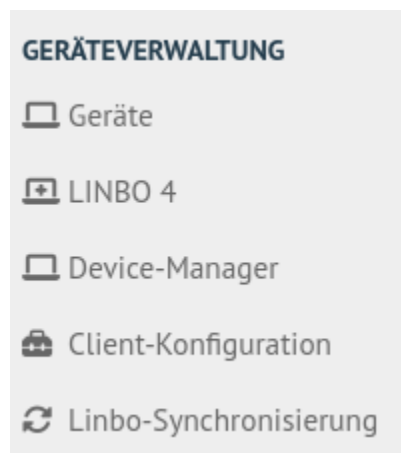 GERÄTEVERWALTUNG
Geräte
LINBO 4
Device-Manager
Client-Konfiguration
Linbo-Synchronisierung